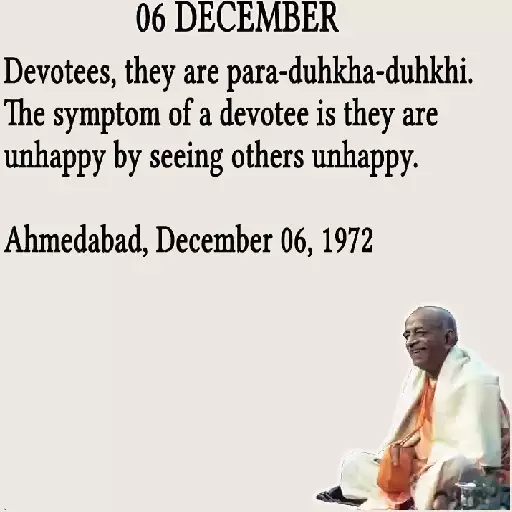 06 DECEMBER
Devotees, they are para-duhkha-duhkhi.
The symptom of a devotee is they are
unhappy by seeing others unhappy.
Ahmedabad, December 06, 1972